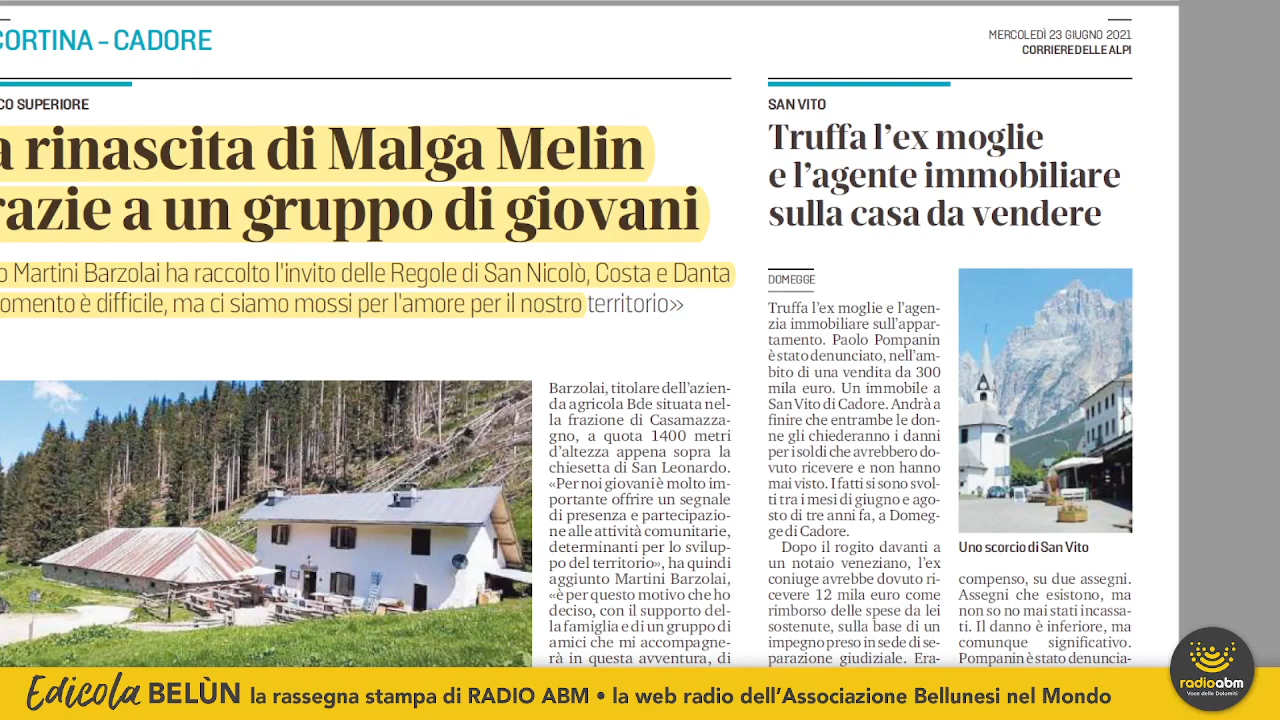 CORTINA - CADORE
MERCOLEDÌ 23 GIUGNO 2021
CORRIERE DELLE ALPI
CO SUPERIORE
a rinascita di Malga Melin
razie a un gruppo di giovani
o Martini Barzolai ha raccolto l'invito delle Regole di San Nicolò, Costa e Danta
omento è difficile, ma ci siamo mossi per l'amore per il nostro territorio»
Barzolai, titolare dell'azien-
da agricola Bde situata nel-
la frazione di Casamazza-
gno, a quota 1400 metri
d'altezza appena sopra la
chiesetta di San Leonardo.
«Per noi giovani è molto im-
portante offrire un segnale
di presenza e partecipazio-
ne alle attività comunitarie,
determinanti per lo svilup-
po del territorio», ha quindi
aggiunto Martini Barzolai,
«è per questo motivo che ho
deciso, con il supporto del-
la famiglia e di un gruppo di
amici che mi accompagne-
rà in questa avventura, di
SAN VITO
Truffa l'ex moglie
e l'agente immobiliare
sulla casa da vendere
DOMEGGE
Truffa l'ex moglie e l'agen-
zia immobiliare sull'appar-
tamento. Paolo Pompanin
è stato denunciato, nell'am-
bito di una vendita da 300
mila euro. Un immobile a
San Vito di Cadore. Andrà a
finire che entrambe le don-
ne gli chiederanno i danni
per i soldi che avrebbero do-
vuto ricevere e non hanno
mai visto. I fatti si sono svol-
ti tra i mesi di giugno e ago-
sto di tre anni fa, a Domeg-
ge di Cadore.
Dopo il rogito davanti a
un notaio veneziano, l'ex
coniuge avrebbe dovuto ri-
cevere 12 mila euro come
rimborso delle spese da lei
sostenute, sulla base di un
impegno preso in sede di se-
parazione giudiziale. Era-
Uno scorcio di San Vito
compenso, su due assegni.
Assegni che esistono, ma
non so no mai stati incassa-
ti. Il danno è inferiore, ma
comunque significativo.
Pompanin è stato denuncia-
Edicola BELÙN la rassegna stampa di RADIO ABM • la web radio dell'Associazione Bellunesi nel Mondo
radioabm
Voce delle Dolomiti